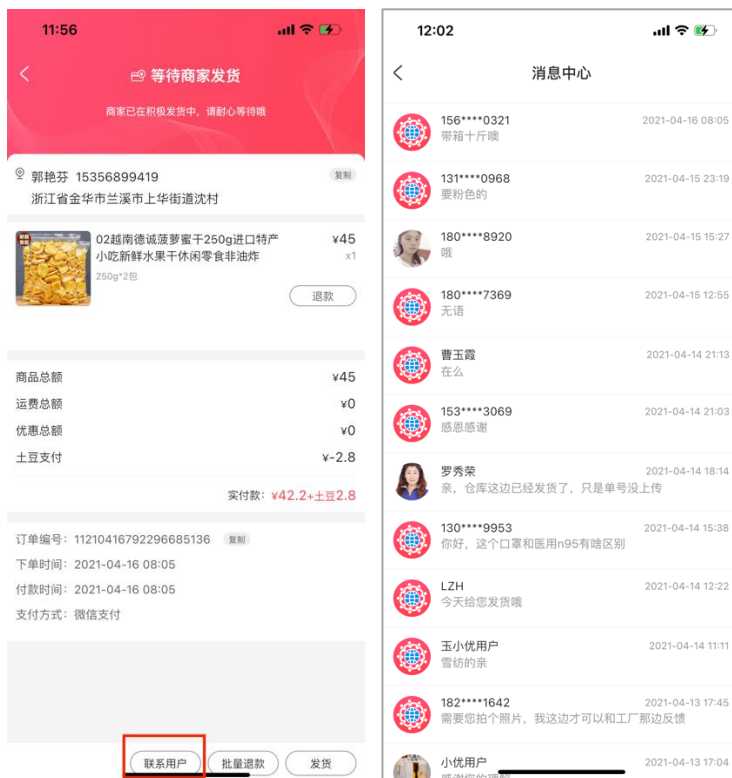 11:56
等待商家发货
商家已在积极发货中，请耐心等待哦
郭艳芬 15356899419
复制
浙江省金华市兰溪市上华街道沈村
02越南德诚菠萝蜜干250g进口特产
¥45
小吃新鲜水果干休闲零食非油炸
x1
250g*2包
退款
商品总额
¥45
运费总额
¥0
优惠总额
¥0
土豆支付
¥-2.8
实付款：¥42.2+土豆2.8
订单编号：11210416792296685136 复制
下单时间：2021-04-16 08:05
付款时间：2021-04-16 08:05
支付方式：微信支付
联系用户
批量退款
发货
12:02
消息中心
156****0321
2021-04-16 08:05
带箱十斤噢
131****0968
2021-04-15 23:19
要粉色的
180****8920
2021-04-15 15:27
哦
180****7369
2021-04-15 12:55
无语
曹玉霞
2021-04-14 21:13
在么
153****3069
2021-04-14 21:03
感恩感谢
罗秀荣
2021-04-14 18:14
亲，仓库这边已经发货了，只是单号没上传
130****9953
2021-04-14 15:38
你好，这个口罩和医用n95有啥区别
LZH
2021-04-14 12:22
今天给您发货哦
玉小优用户
2021-04-14 11:11
雪纺的亲
182****1642
2021-04-13 17:45
需要您拍个照片，我这边才可以和工厂那边反馈
小优用户
2021-04-13 17:04